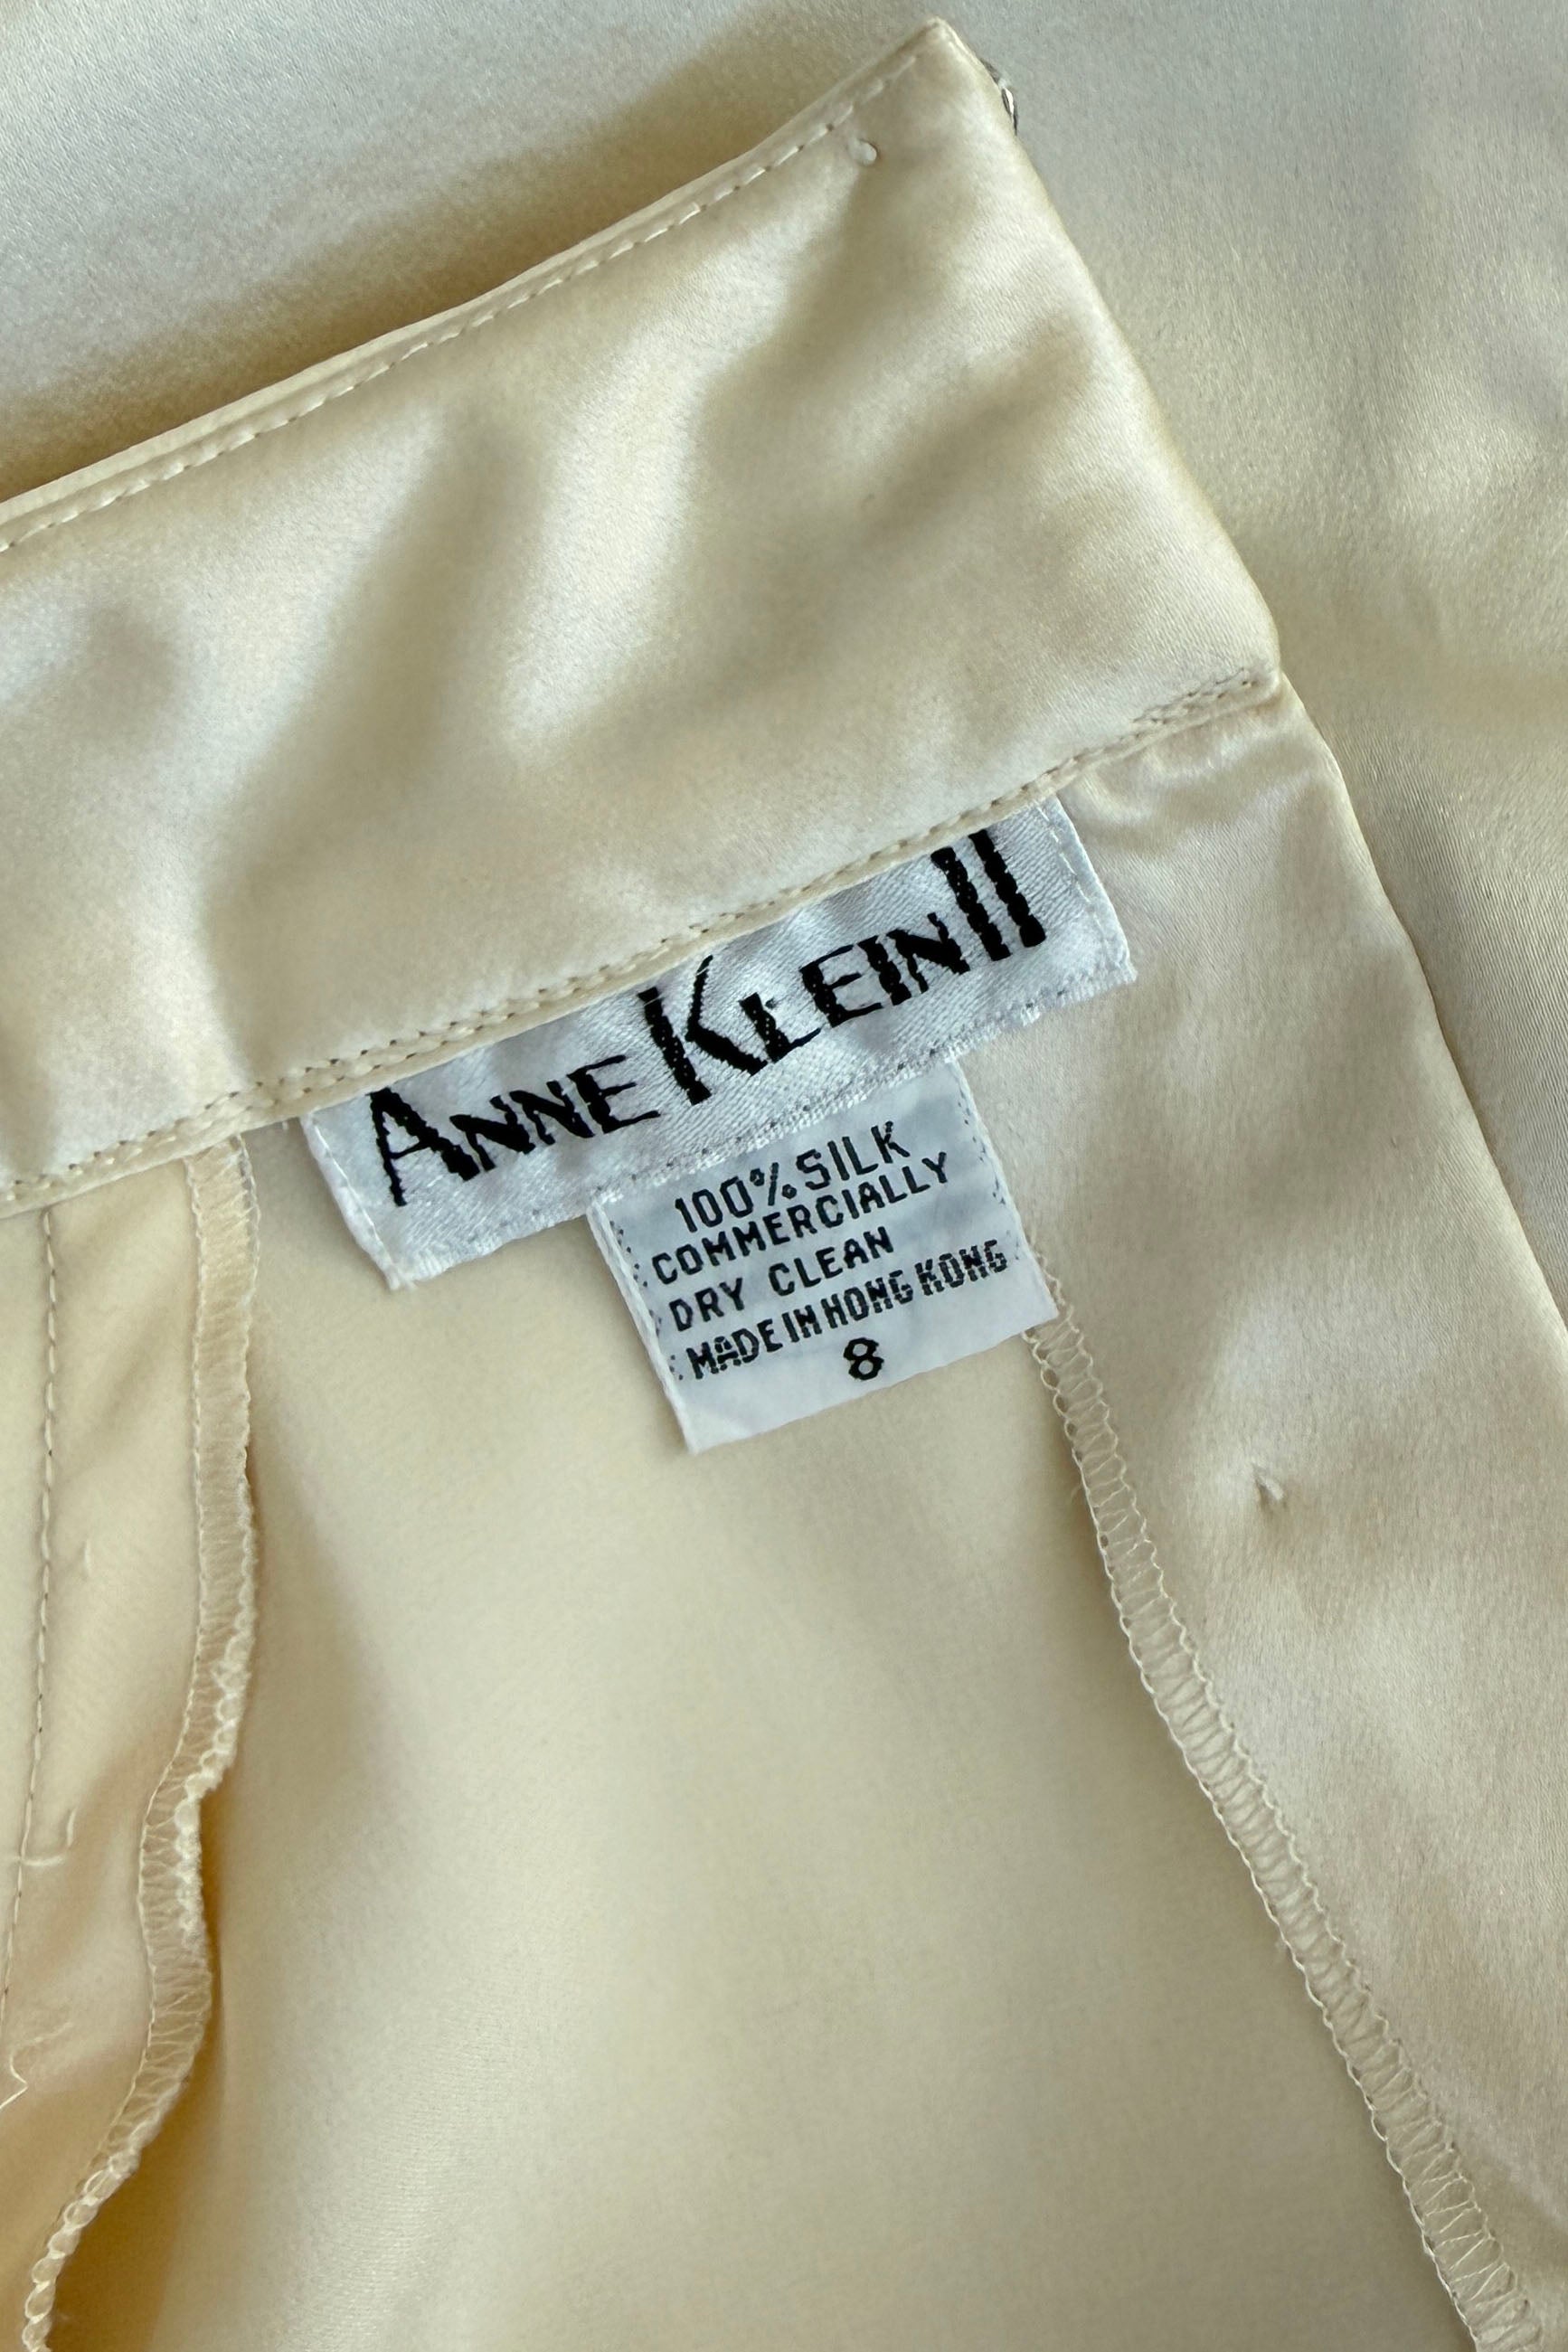 ANNE KLEIN II
100% SILK
COMMERCIALLY
DRY CLEAN
MADE IN HONG KONG
8